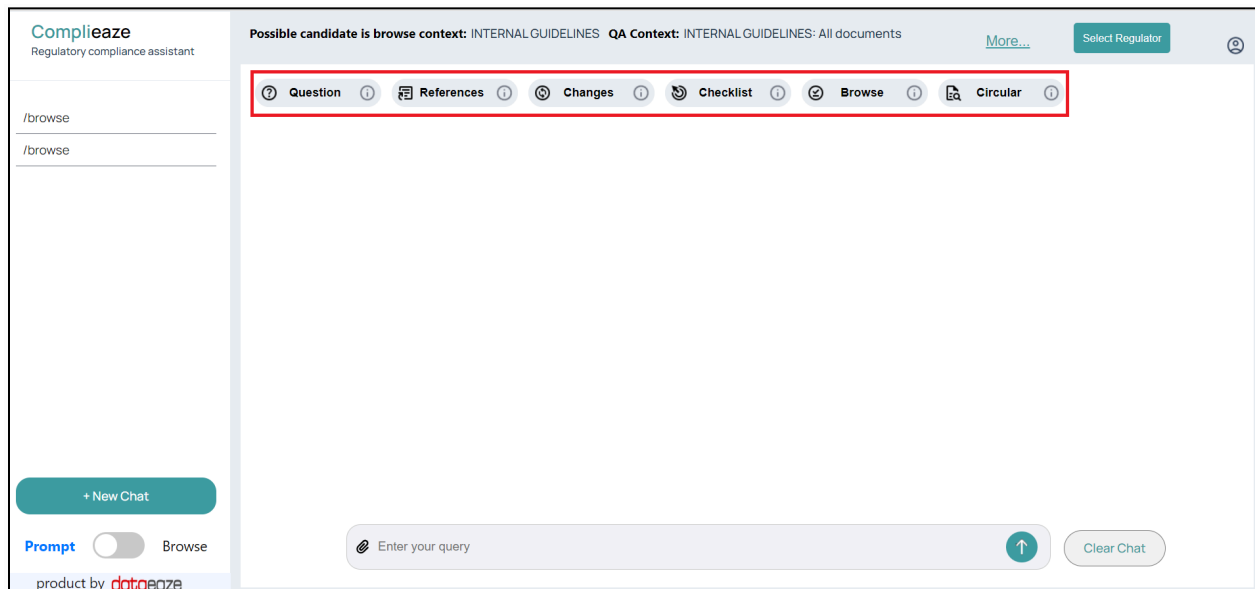 Complieaze
Regulatory compliance assistant
Possible candidate is browse context: INTERNAL GUIDELINES QA Context: INTERNAL GUIDELINES: All documents
More...
Select Regulator
Question
References
Changes
Checklist
Browse
Circular
/browse
/browse
+ New Chat
Prompt
Browse
Enter your query
Clear Chat
product by dataeaze